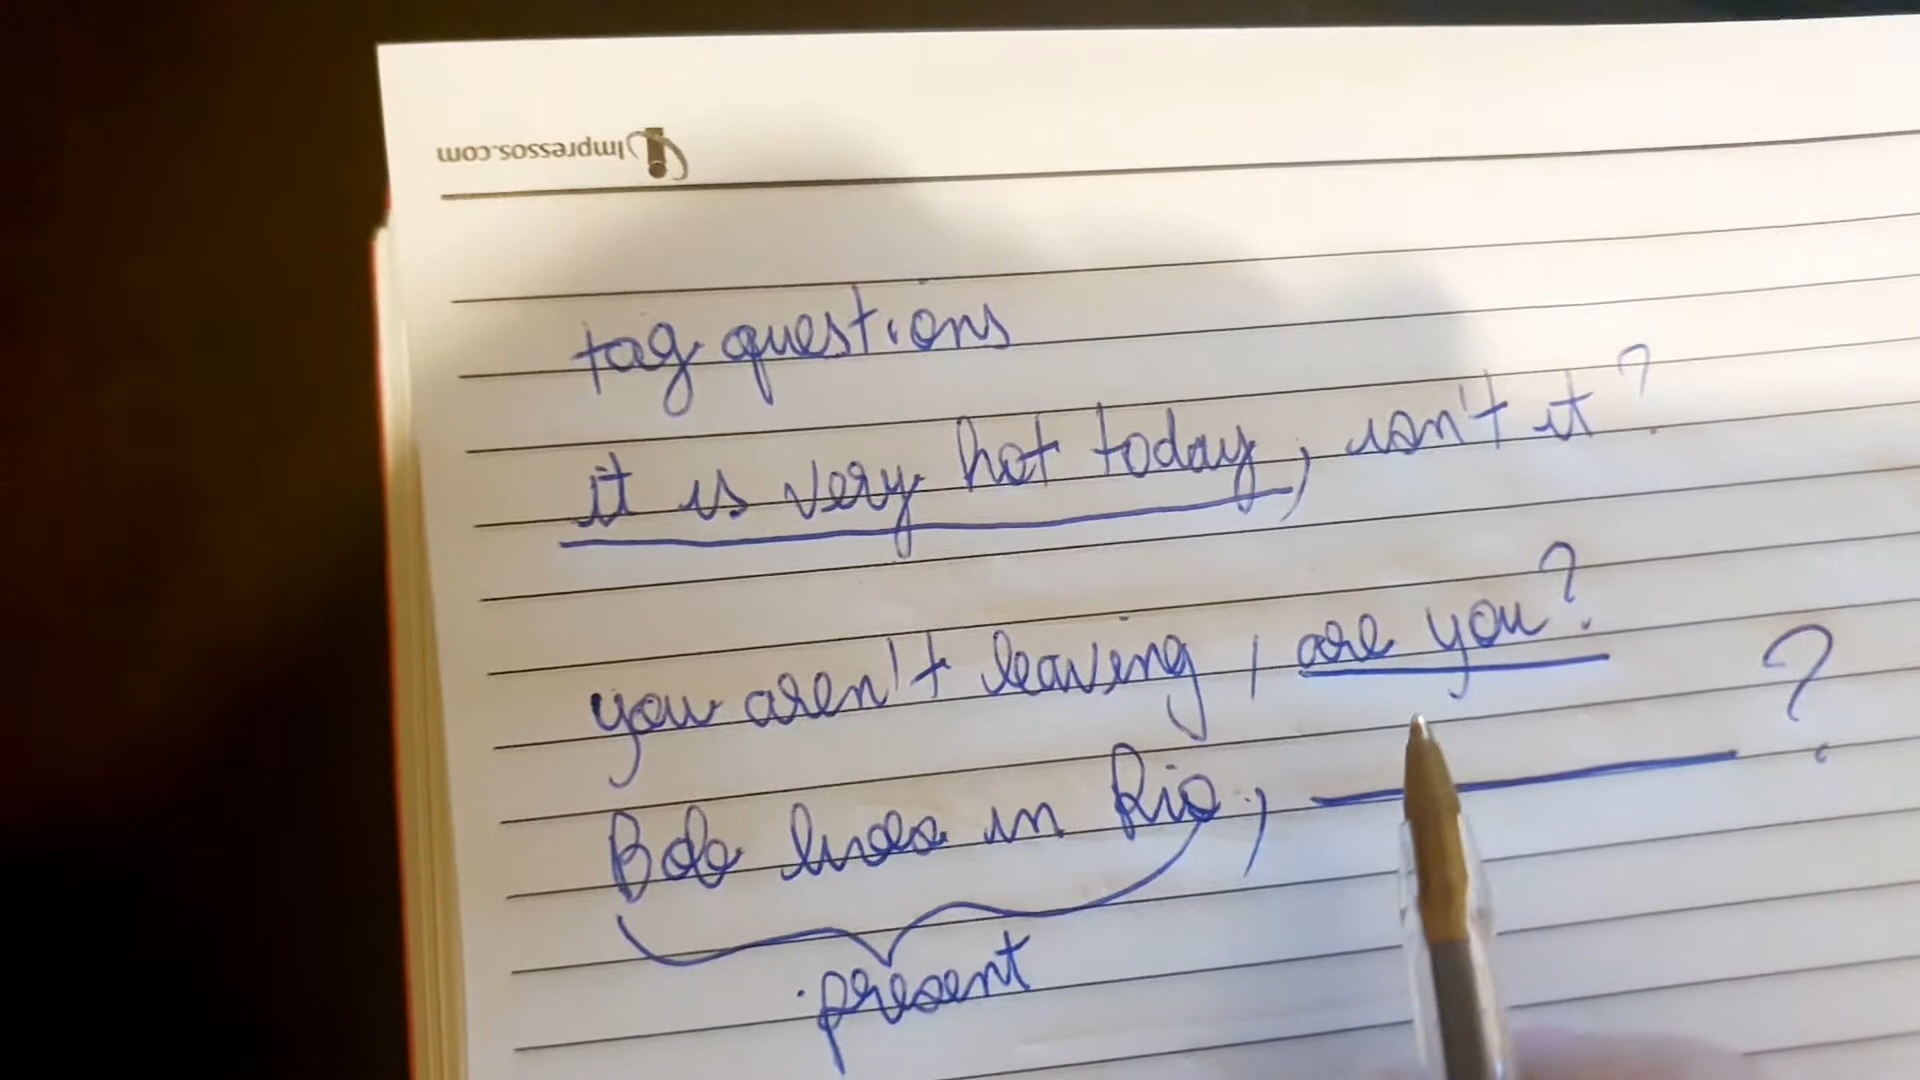 Impressos.com
tag questions
it is very hot today, isn't it?
you aren't leaving, are you?
Bob lives in Rio, ?
present